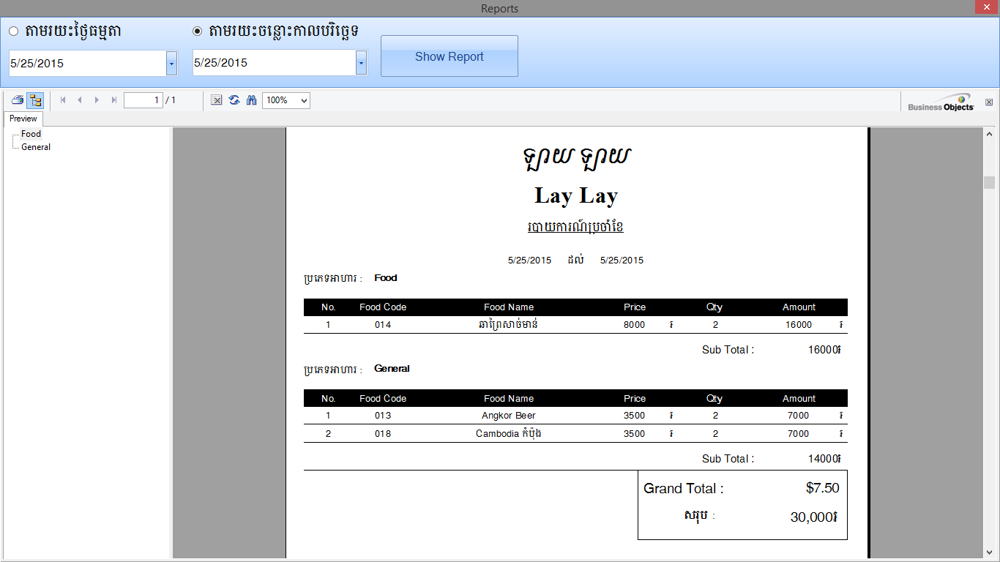 Reports
តាមរយះថ្ងៃធម្មតា តាមរយះចន្លោះកាលបរិច្ឆេទ
5/25/2015 5/25/2015 Show Report
1 / 1 100% Business Objects
Preview
Food
General
ឡាយ ឡាយ
Lay Lay
របាយការណ៍ប្រចាំខែ
5/25/2015 ដល់ 5/25/2015
ប្រភេទអាហារ : Food
No. Food Code Food Name Price Qty Amount
1 014 ឆាព្រៃសាច់មាន់ 8000 ៛ 2 16000 ៛
Sub Total : 16000៛
ប្រភេទអាហារ : General
No. Food Code Food Name Price Qty Amount
1 013 Angkor Beer 3500 ៛ 2 7000 ៛
2 018 Cambodia កំប៉ុង 3500 ៛ 2 7000 ៛
Sub Total : 14000៛
Grand Total : $7.50
សរុប : 30,000៛